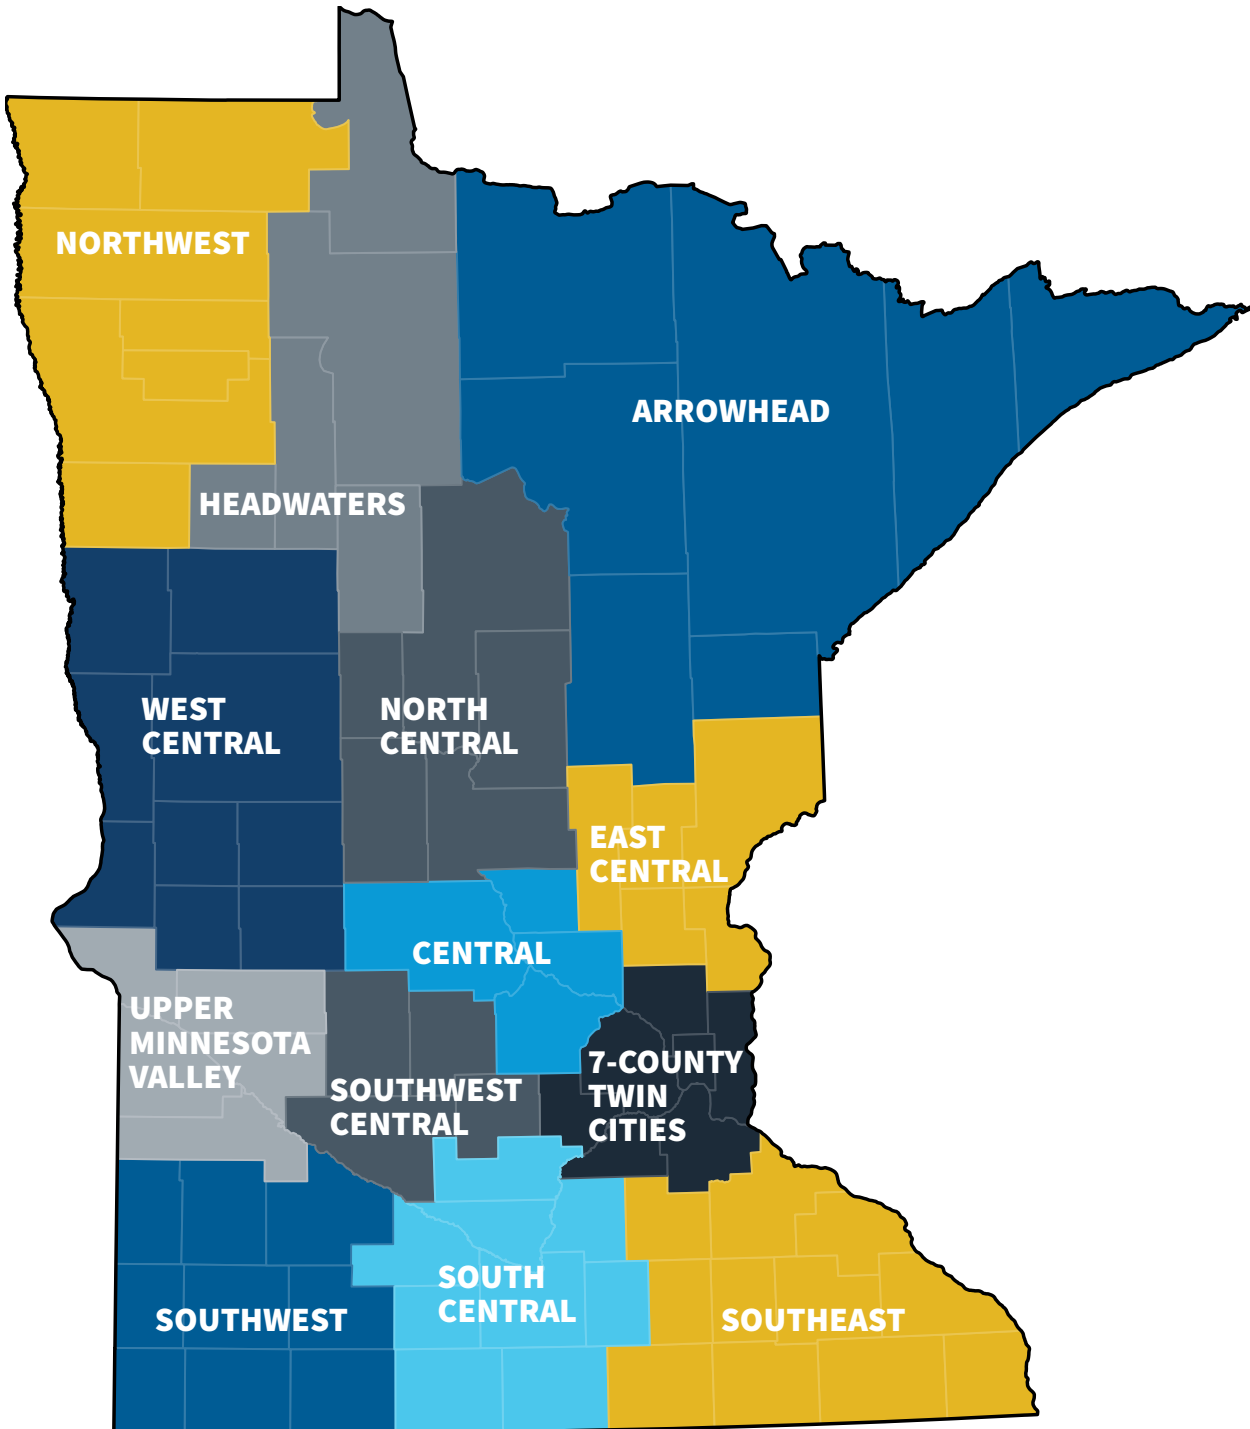 NORTHWEST
ARROWHEAD
HEADWATERS
WEST
CENTRAL
NORTH
CENTRAL
EAST
CENTRAL
CENTRAL
UPPER
MINNESOTA
VALLEY
SOUTHWEST
CENTRAL
7-COUNTY
TWIN
CITIES
SOUTHWEST
SOUTH
CENTRAL
SOUTHEAST